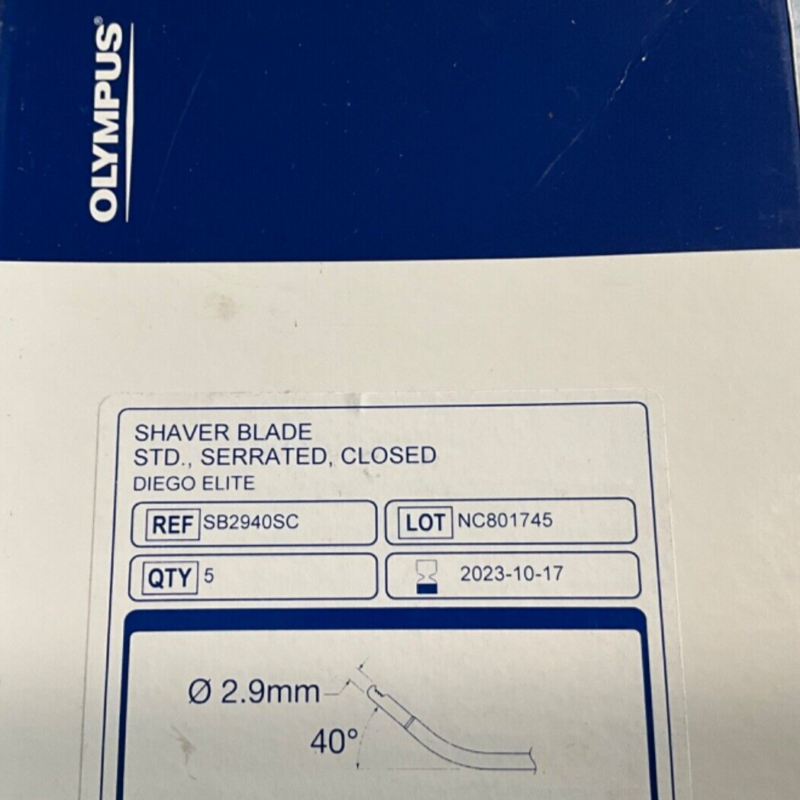 OLYMPUS®
SHAVER BLADE
STD., SERRATED, CLOSED
DIEGO ELITE
REF SB2940SC
LOT NC801745
QTY 5
2023-10-17
Ø 2.9mm
40°